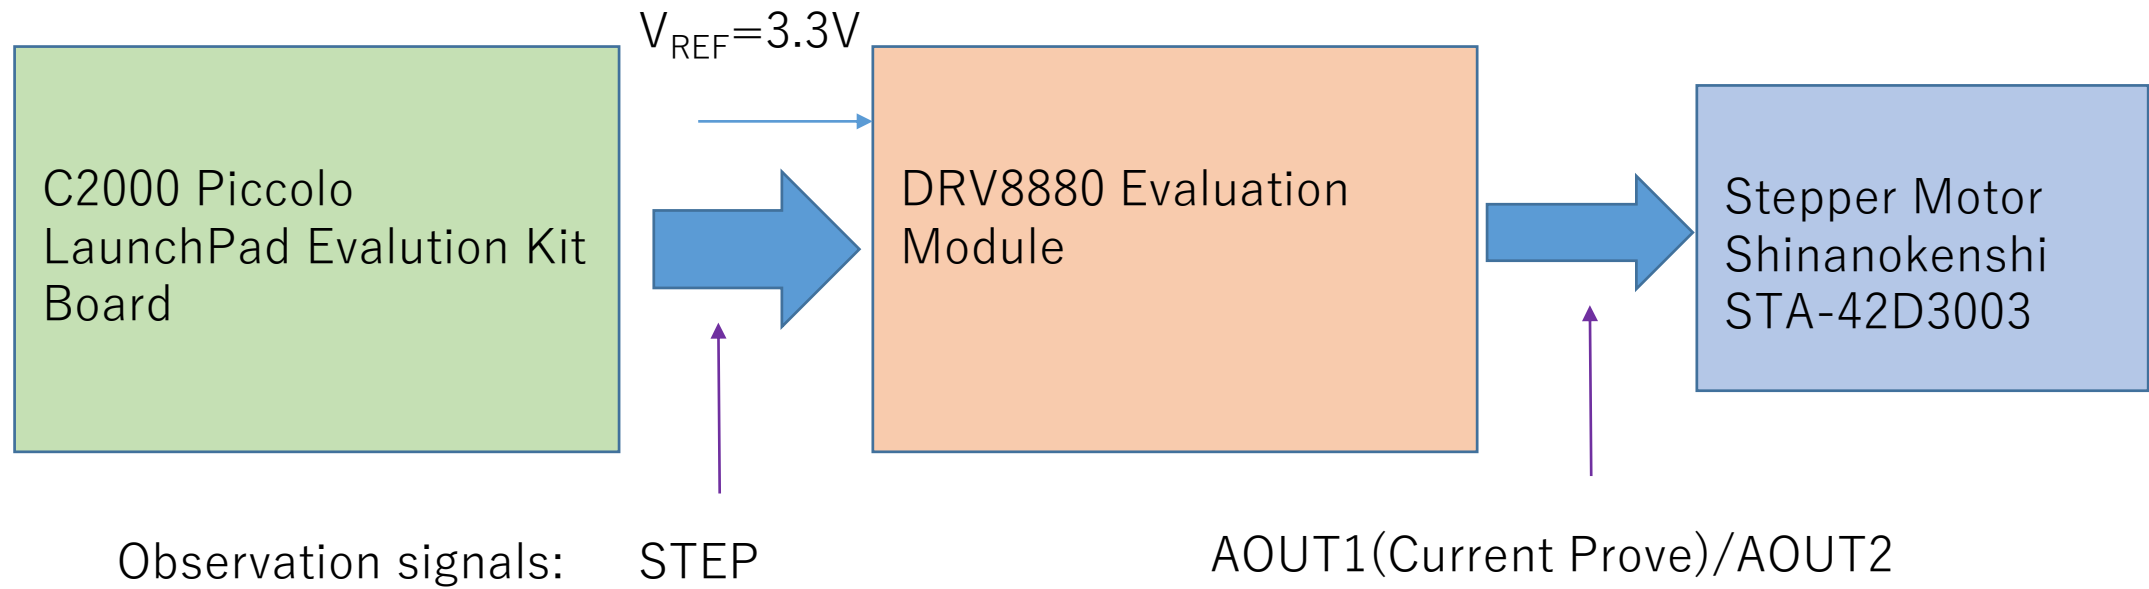 V_REF=3.3V
C2000 Piccolo
LaunchPad Evalution Kit
Board
DRV8880 Evaluation
Module
Stepper Motor
Shinanokenshi
STA-42D3003
Observation signals: STEP
AOUT1(Current Prove)/AOUT2